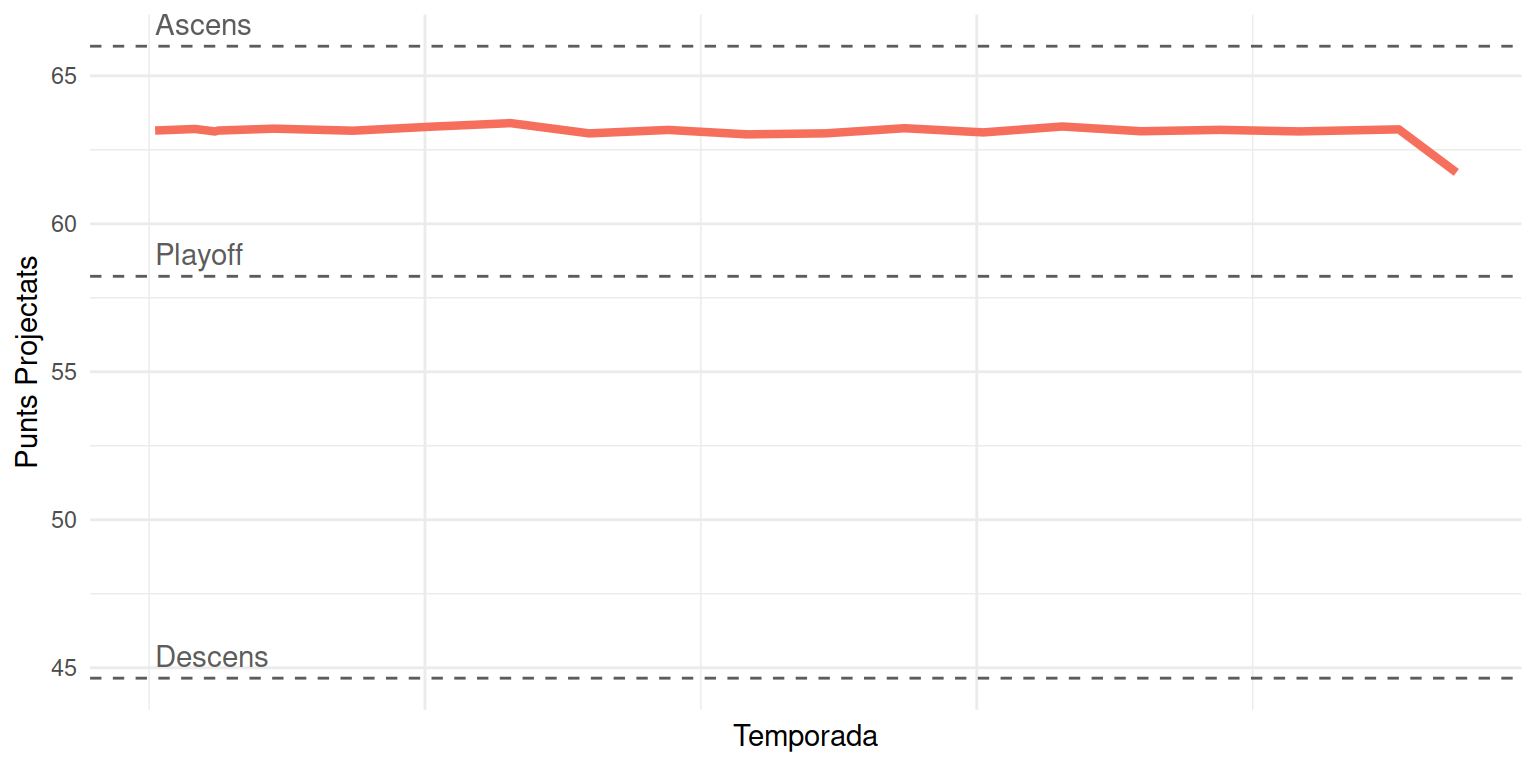 Ascens
65
60
Playoff
55
50
Descens
45
Punts Projectats
Temporada